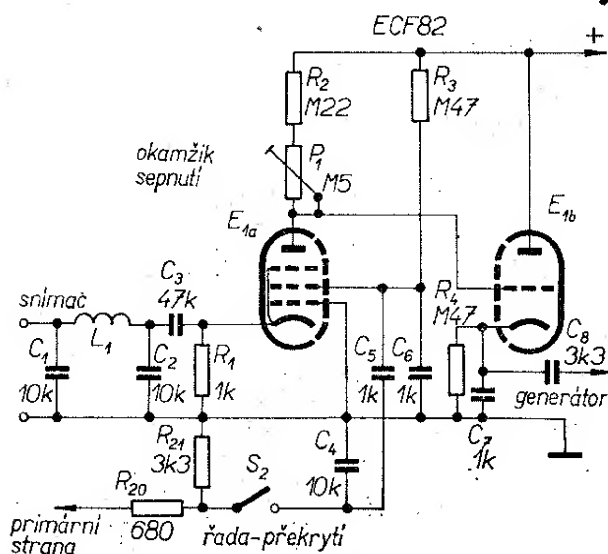 ECF82
+
R2
M22
R3
M47
okamžik
sepnutí
P1
M5
E1a
E1b
snímač
L1
C3
47k
C1
10k
C2
10k
R1
1k
C5
1k
C6
1k
R4
M47
C8
3k3
generátor
C7
1k
R21
3k3
S2
C4
10k
R20
680
primární
strana
řada-překrytí